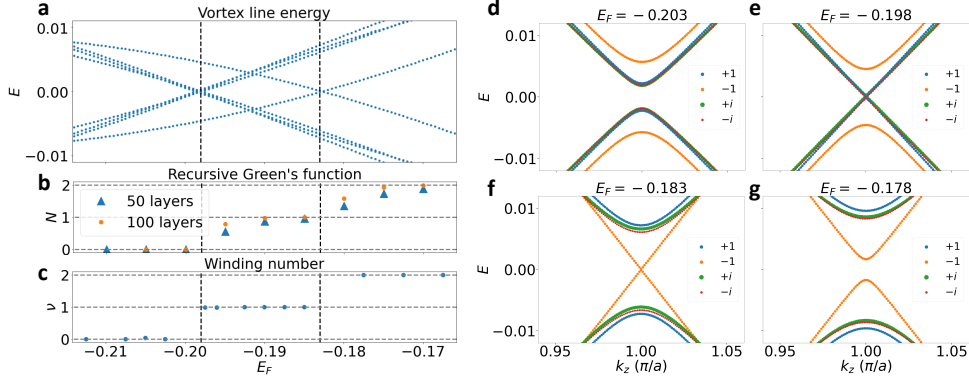 a
Vortex line energy
0.01
0.00
−0.01
E
b
Recursive Green's function
2
1
0
N
50 layers
100 layers
c
Winding number
2
1
0
ν
−0.21
−0.20
−0.19
−0.18
−0.17
E_F
d
E_F = −0.203
0.01
0.00
−0.01
E
+1
−1
+i
−i
e
E_F = −0.198
+1
−1
+i
−i
f
E_F = −0.183
0.01
0.00
−0.01
E
+1
−1
+i
−i
0.95
1.00
1.05
k_z (π/a)
g
E_F = −0.178
+1
−1
+i
−i
0.95
1.00
1.05
k_z (π/a)